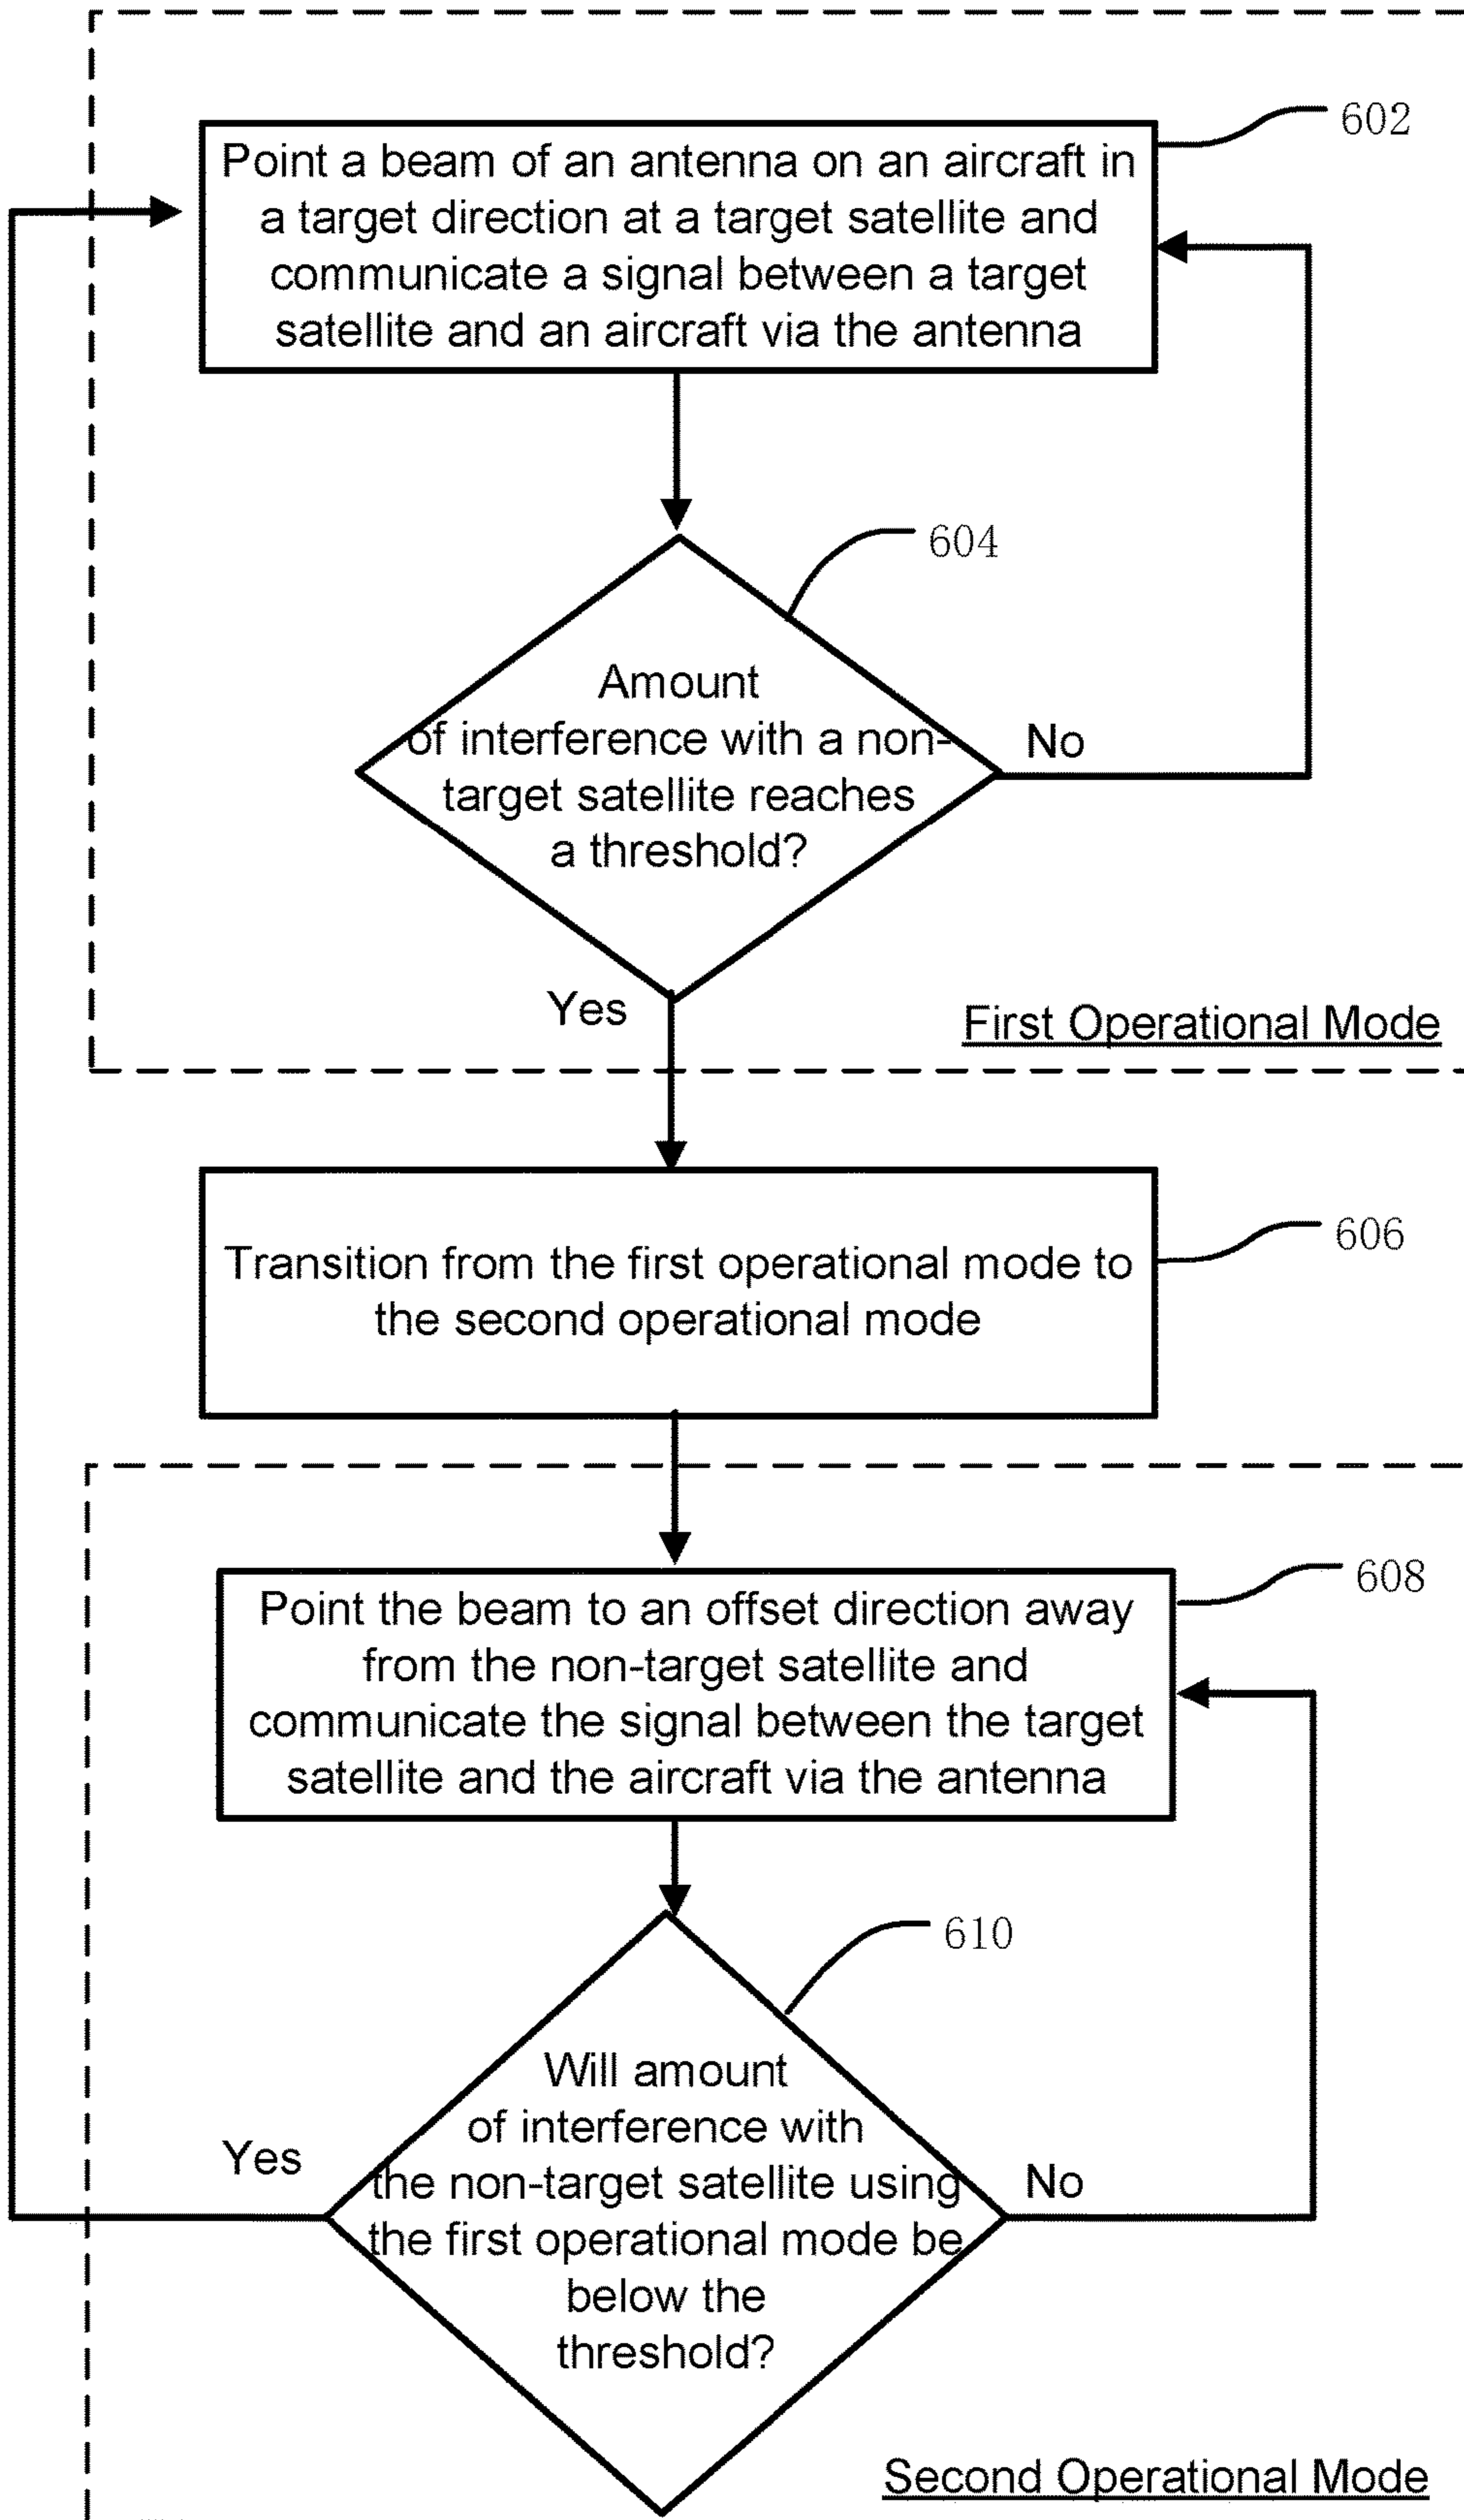 602
Point a beam of an antenna on an aircraft in
a target direction at a target satellite and
communicate a signal between a target
satellite and an aircraft via the antenna
604
Amount
of interference with a non-
target satellite reaches
a threshold?
No
Yes
First Operational Mode
606
Transition from the first operational mode to
the second operational mode
608
Point the beam to an offset direction away
from the non-target satellite and
communicate the signal between the target
satellite and the aircraft via the antenna
610
Will amount
of interference with
the non-target satellite using
the first operational mode be
below the
threshold?
Yes
No
Second Operational Mode